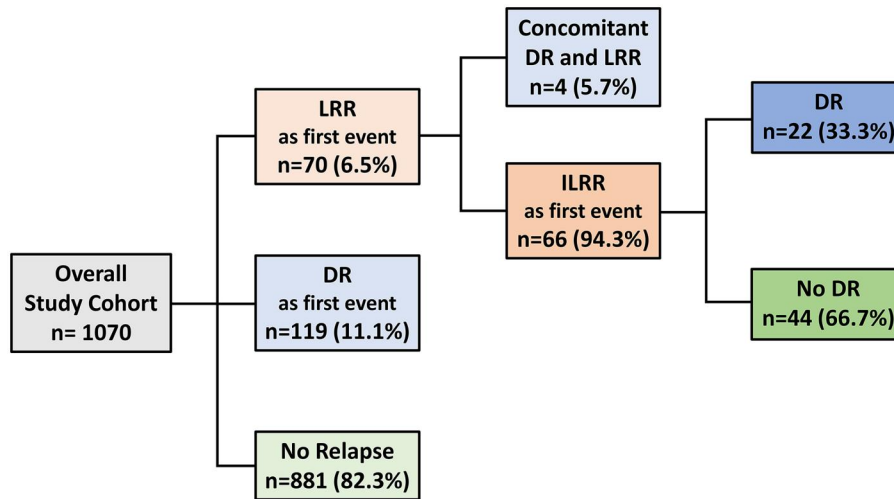 Overall
Study Cohort
n= 1070
LRR
as first event
n=70 (6.5%)
DR
as first event
n=119 (11.1%)
No Relapse
n=881 (82.3%)
Concomitant
DR and LRR
n=4 (5.7%)
ILRR
as first event
n=66 (94.3%)
DR
n=22 (33.3%)
No DR
n=44 (66.7%)